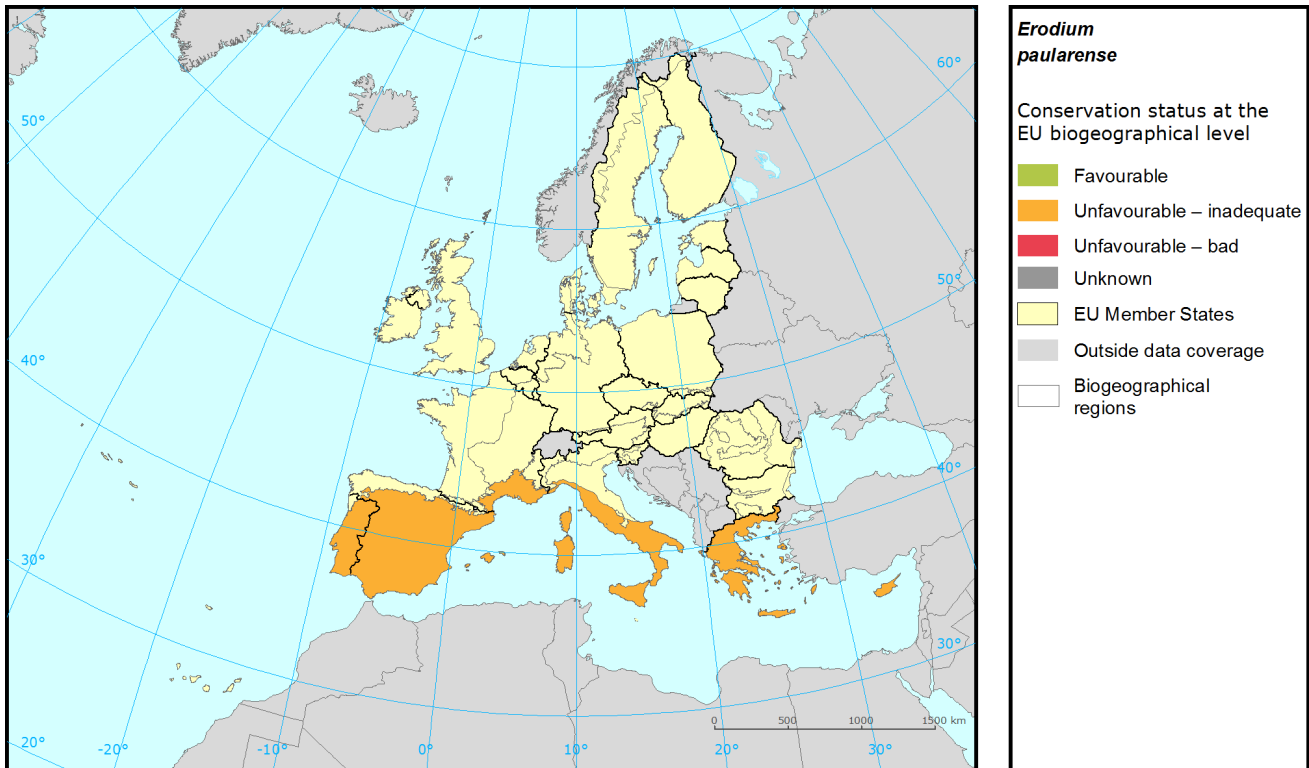 Erodium
paularense
Conservation status at the
EU biogeographical level
Favourable
Unfavourable – inadequate
Unfavourable – bad
Unknown
EU Member States
Outside data coverage
Biogeographical
regions
60°
50°
50°
40°
40°
30°
30°
0 500 1000 1500 km
20° -20° -10° 0° 10° 20° 30°